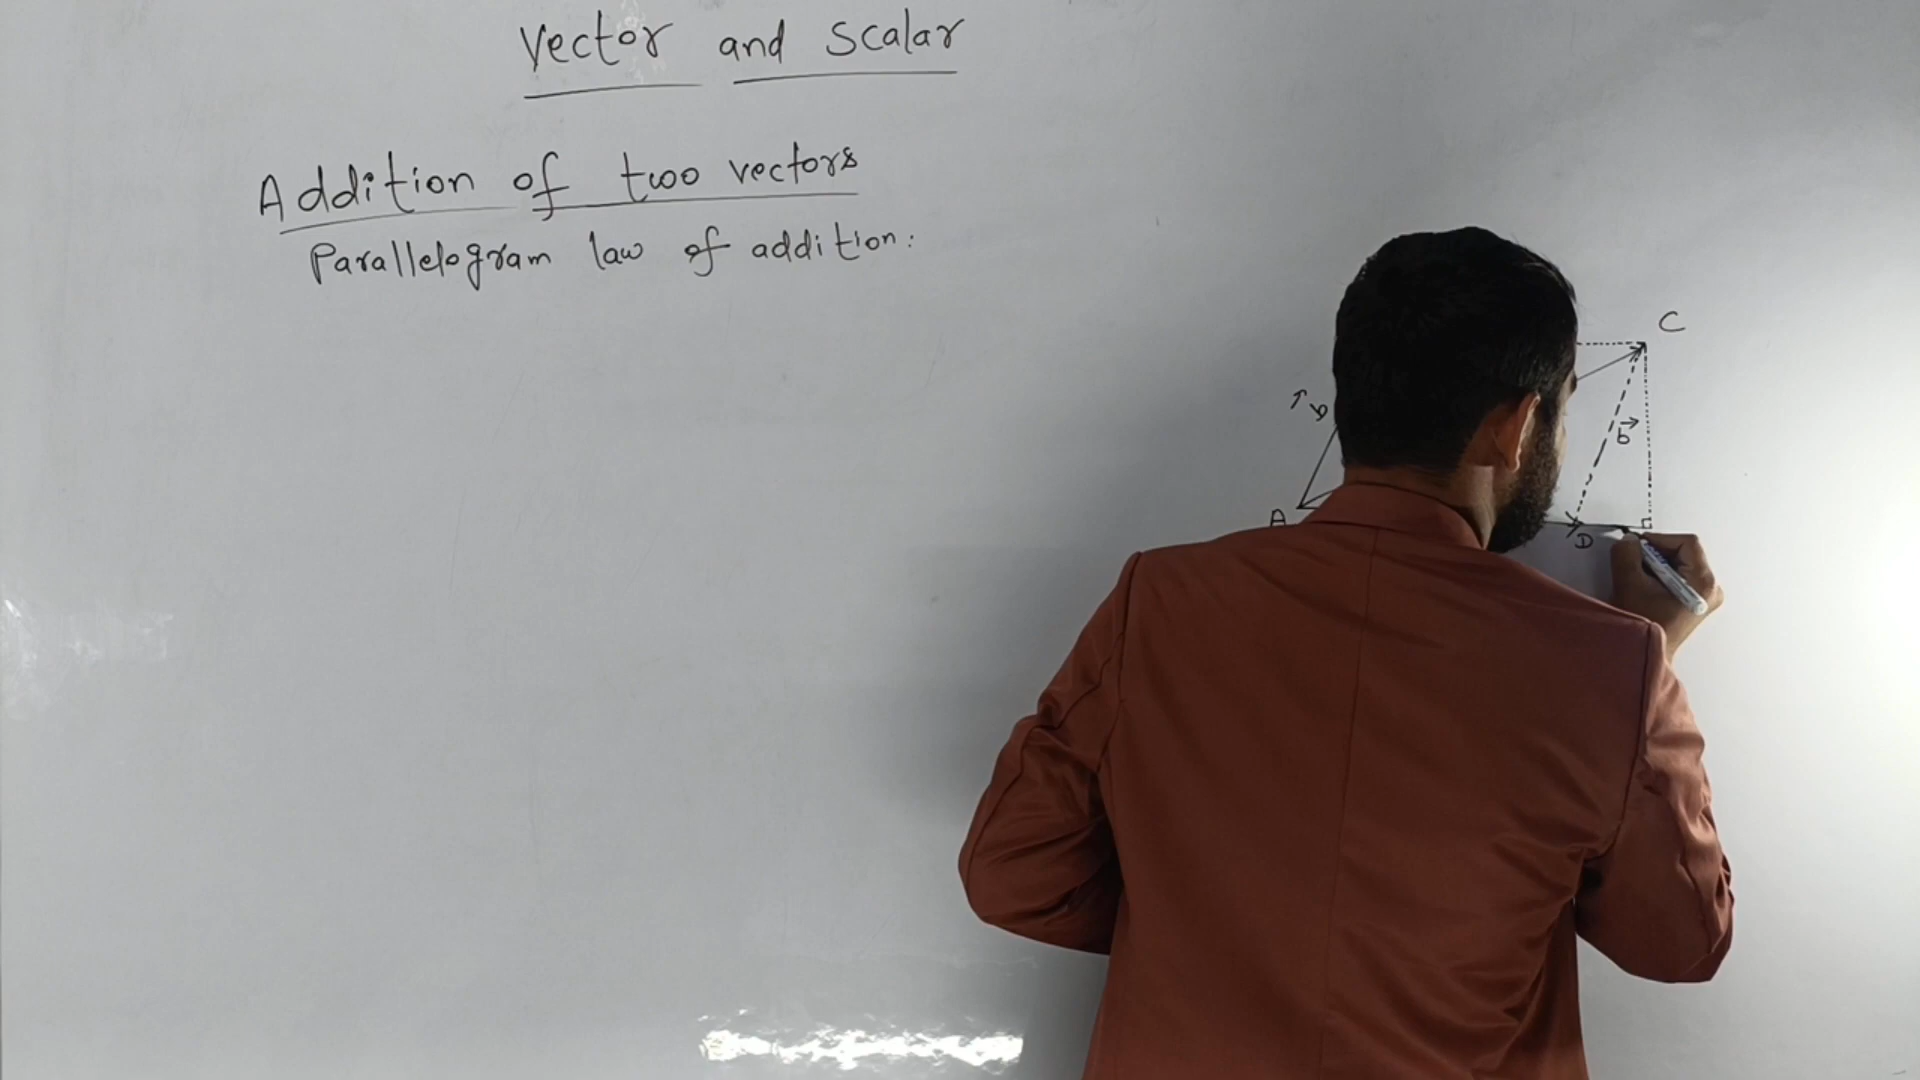 Vector and Scalar
Addition of two vectors
Parallelogram law of addition:
C
b
b
A
D